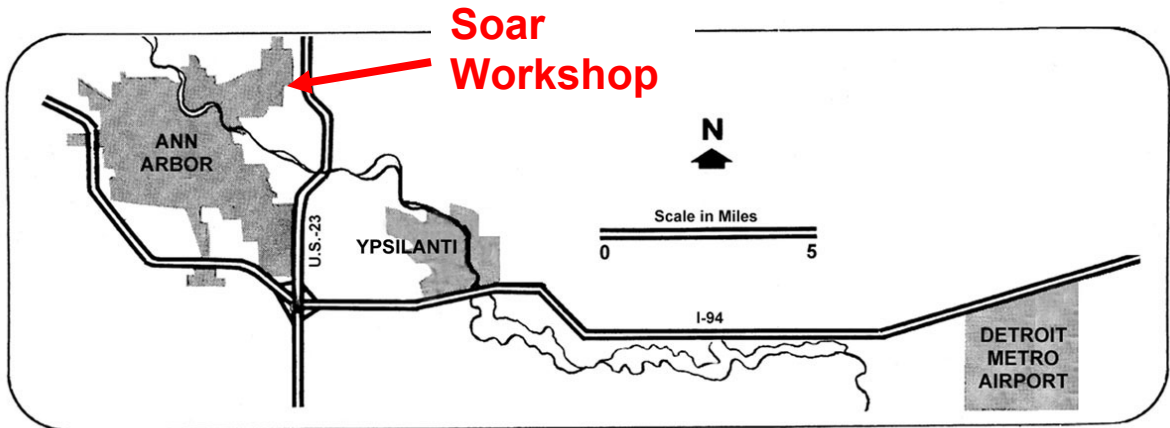 Soar
Workshop
ANN
ARBOR
U.S.-23
YPSILANTI
N
Scale in Miles
0 5
I-94
DETROIT
METRO
AIRPORT